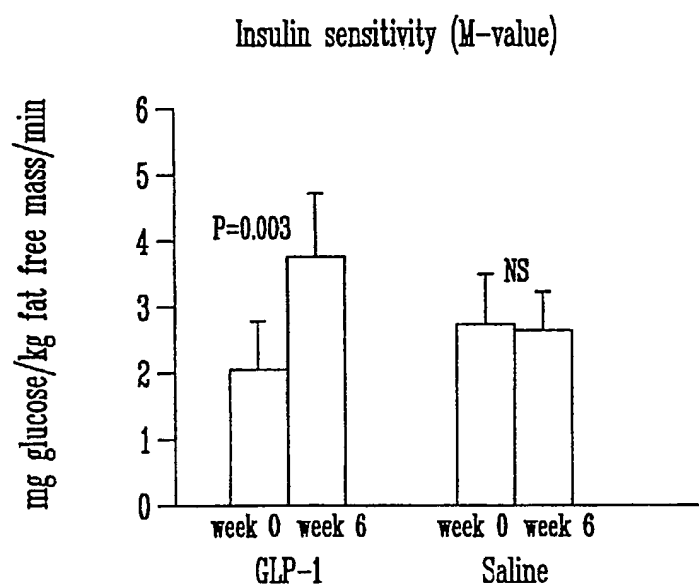 Insulin sensitivity (M-value)
mg glucose/kg fat free mass/min
6
5
4
3
2
1
0
P=0.003
NS
week 0 week 6 week 0 week 6
GLP-1 Saline